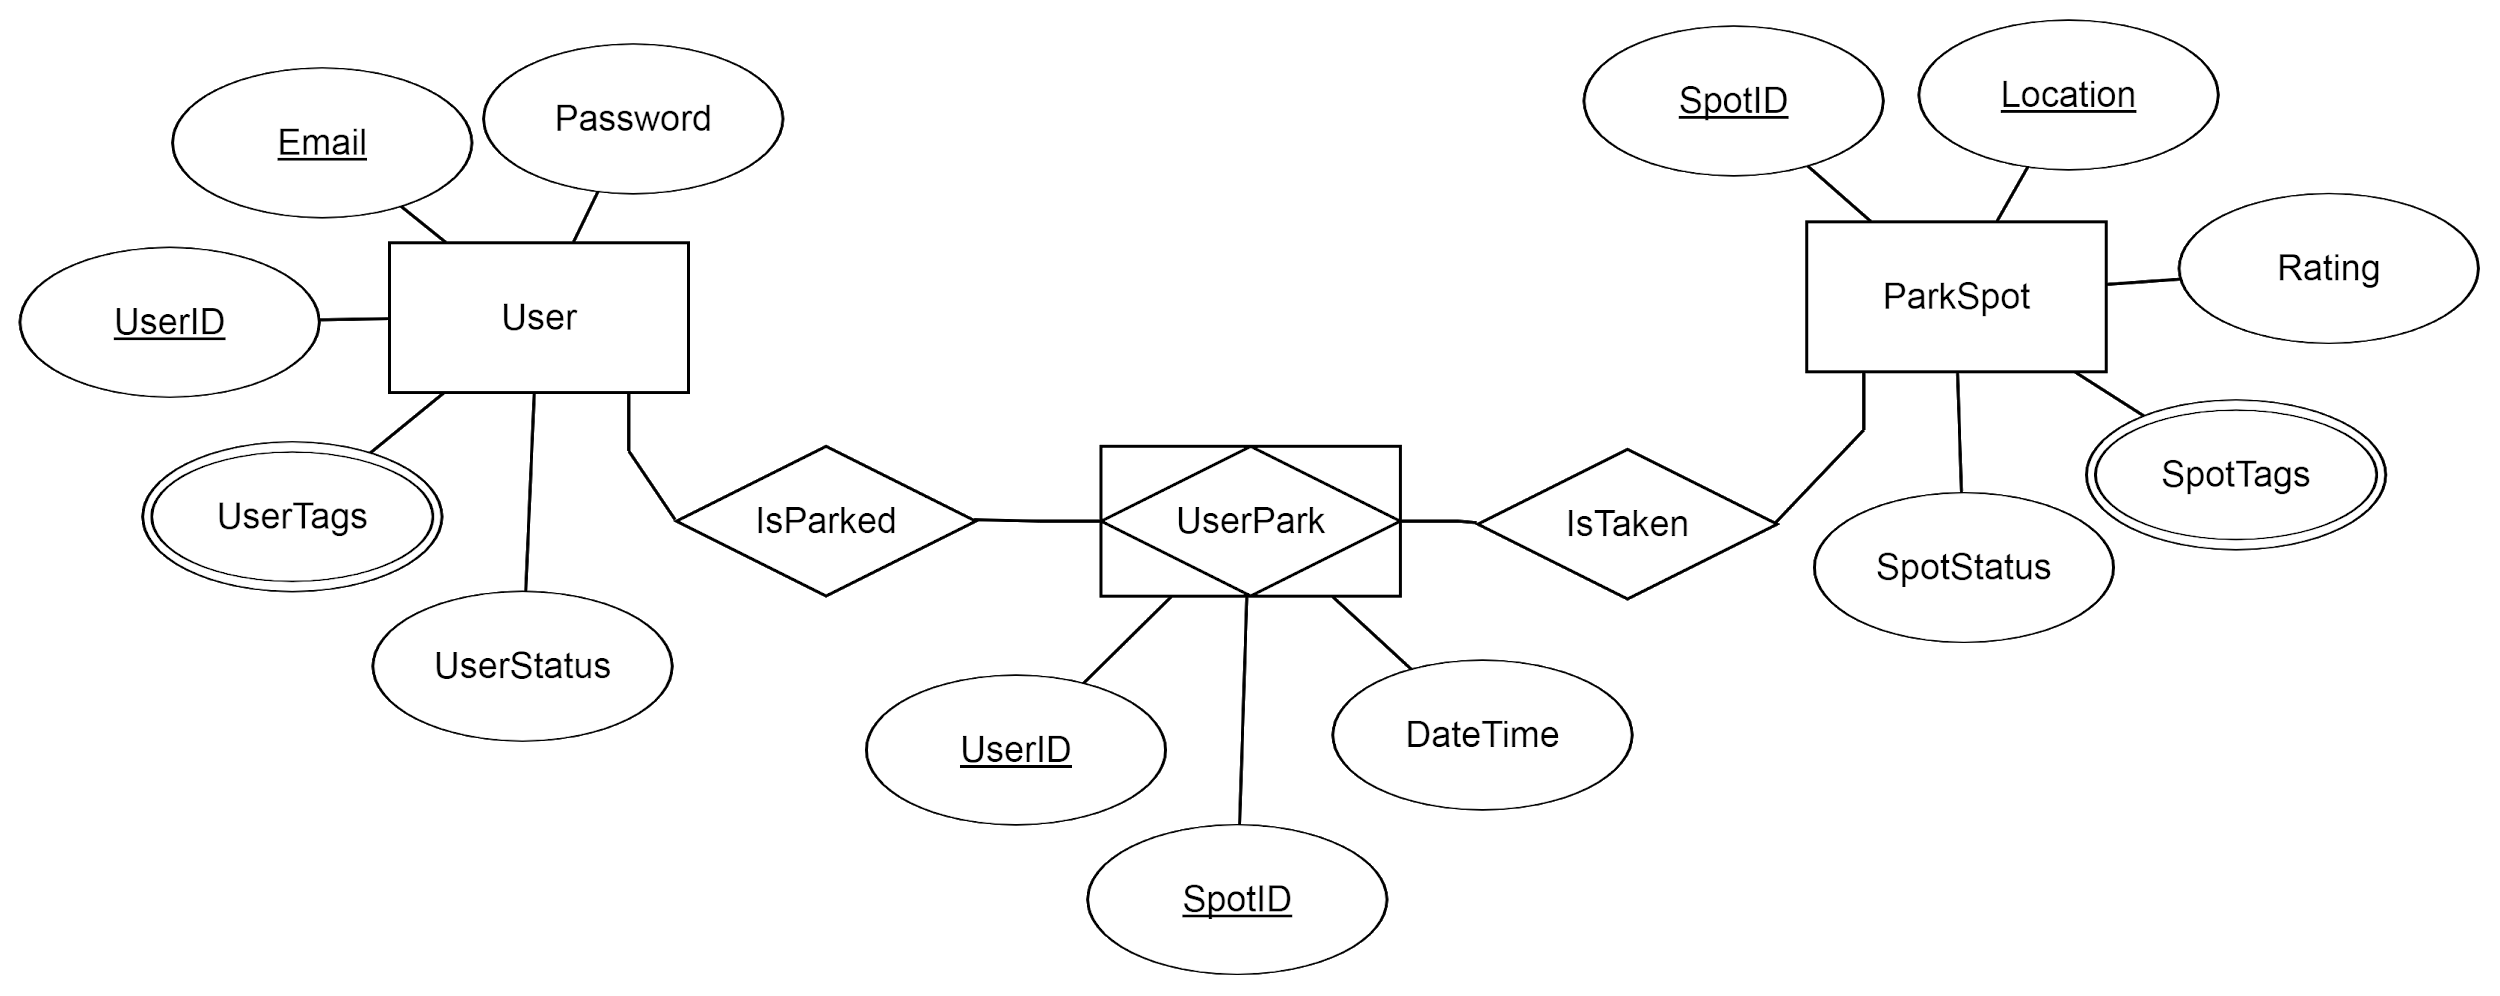 Email
Password
UserID
User
UserTags
UserStatus
IsParked
UserPark
UserID
SpotID
DateTime
IsTaken
SpotID
Location
ParkSpot
Rating
SpotTags
SpotStatus